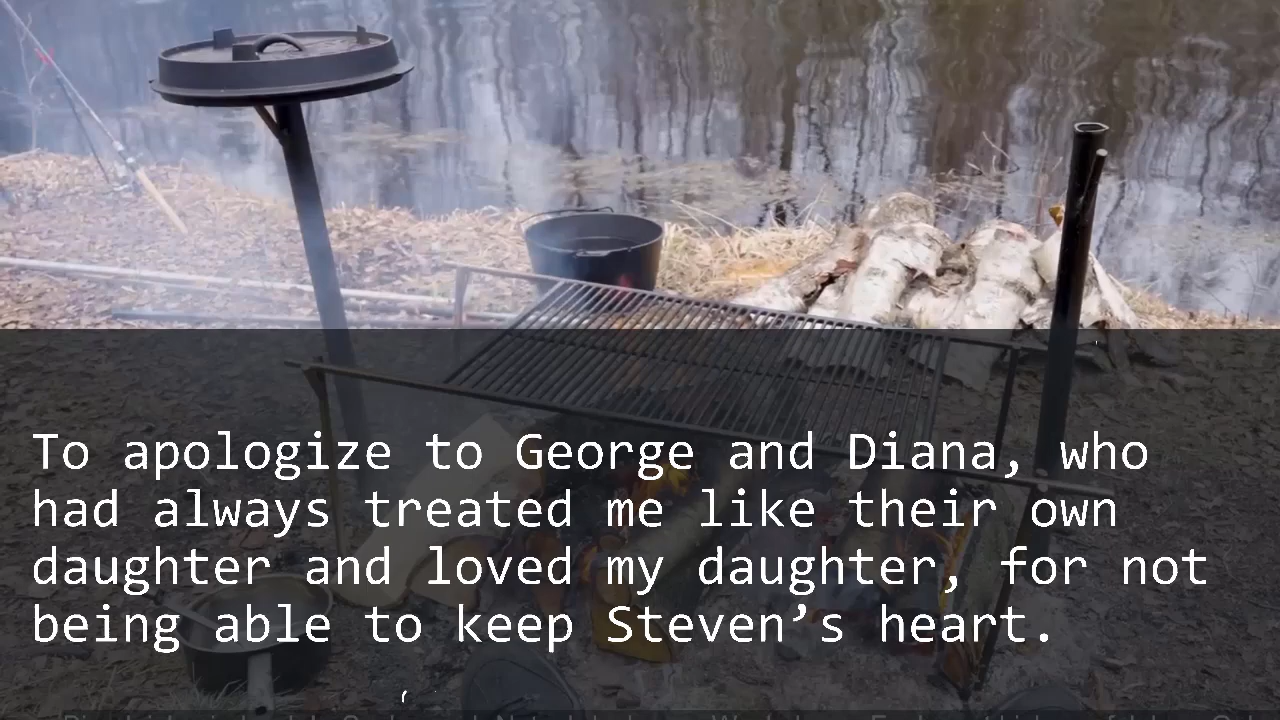 To apologize to George and Diana, who
had always treated me like their own
daughter and loved my daughter, for not
being able to keep Steven’s heart.